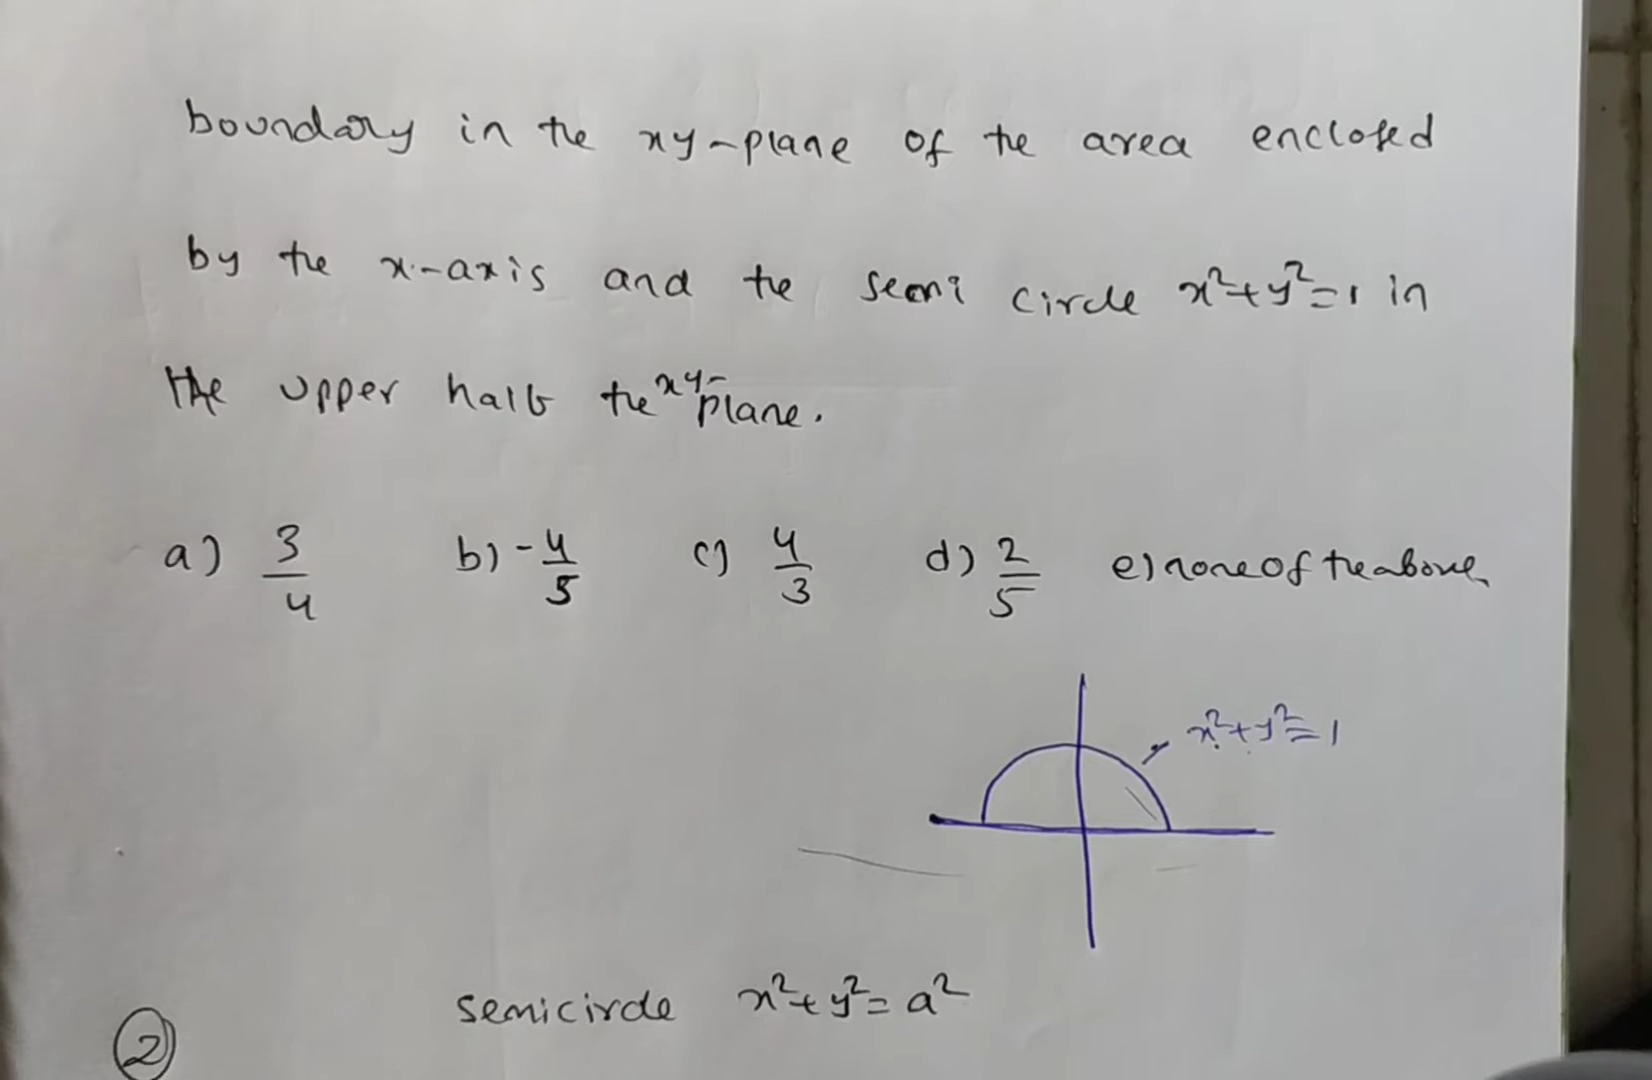 boundary in the xy-plane of the area enclosed
by the x-axis and the semi circle x²+y²=1 in
the upper half the xy-plane.
a) 3/4 b) -4/5 c) 4/3 d) 2/5 e) none of the above
x²+y²=1
semicircle x²+y²=a²
2